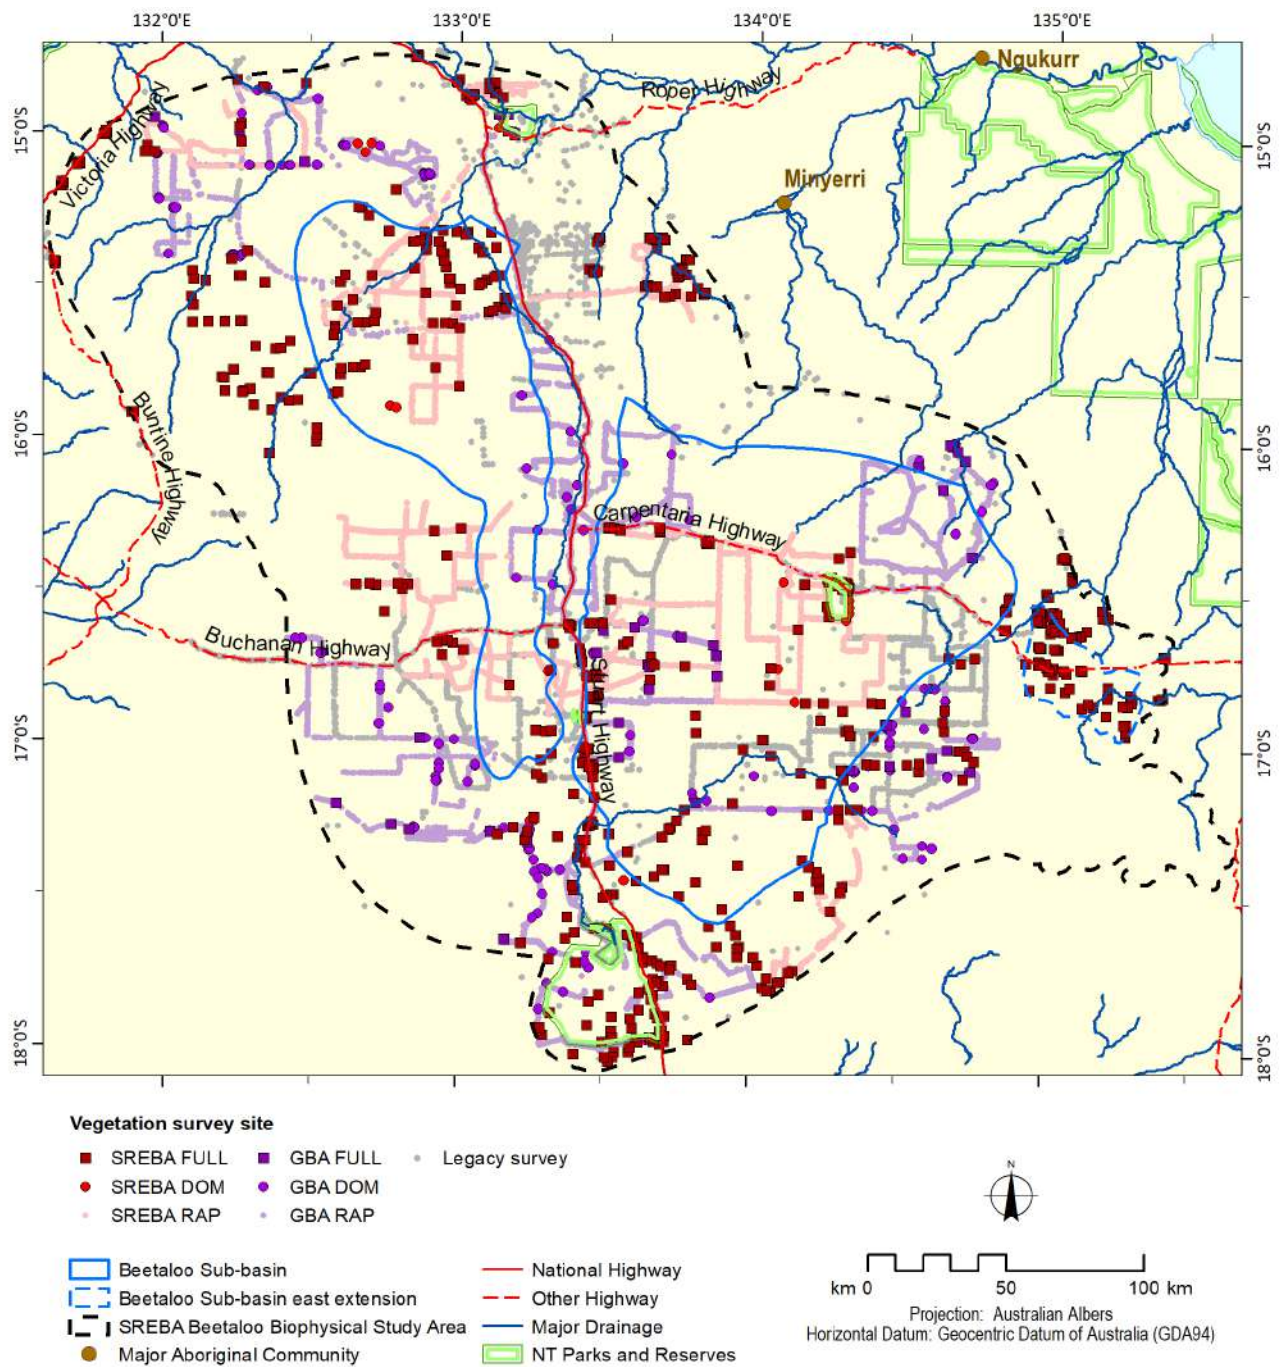 132°0'E 133°0'E 134°0'E 135°0'E
15°0'S
16°0'S
17°0'S
18°0'S
15°0'S
16°0'S
17°0'S
18°0'S
Ngukurr
Roper Highway
Victoria Highway
Minyerri
Buntine Highway
Carpentaria Highway
Buchanan Highway
Stuart Highway
Vegetation survey site
SREBA FULL GBA FULL Legacy survey
SREBA DOM GBA DOM
SREBA RAP GBA RAP
N
Beetaloo Sub-basin National Highway
Beetaloo Sub-basin east extension Other Highway
SREBA Beetaloo Biophysical Study Area Major Drainage
Major Aboriginal Community NT Parks and Reserves
km 0 50 100 km
Projection: Australian Albers
Horizontal Datum: Geocentric Datum of Australia (GDA94)